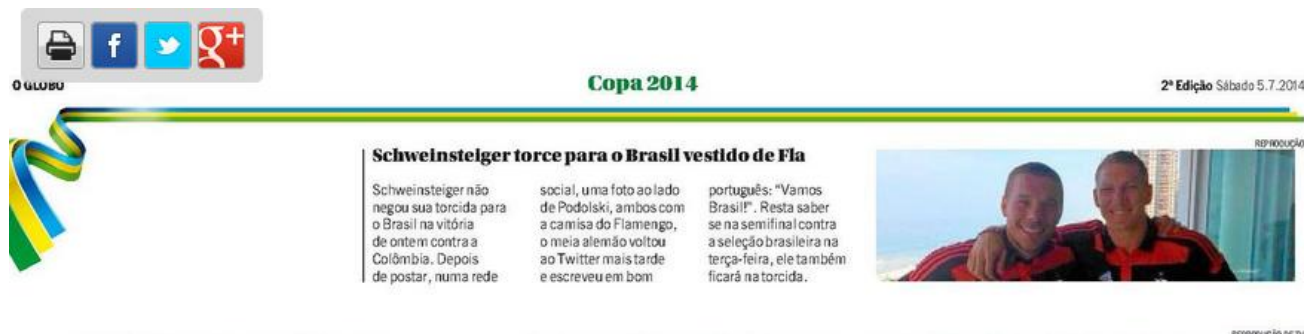 f
g+
O GLOBO
Copa 2014
2ª Edição Sábado 5.7.2014
REPRODUÇÃO
Schweinsteiger torce para o Brasil vestido de Fla
Schweinsteiger não
negou sua torcida para
o Brasil na vitória
de ontem contra a
Colômbia. Depois
de postar, numa rede
social, uma foto ao lado
de Podolski, ambos com
a camisa do Flamengo,
o meia alemão voltou
ao Twitter mais tarde
e escreveu em bom
português: “Vamos
Brasil!”. Resta saber
se na semifinal contra
a seleção brasileira na
terça-feira, ele também
ficará na torcida.